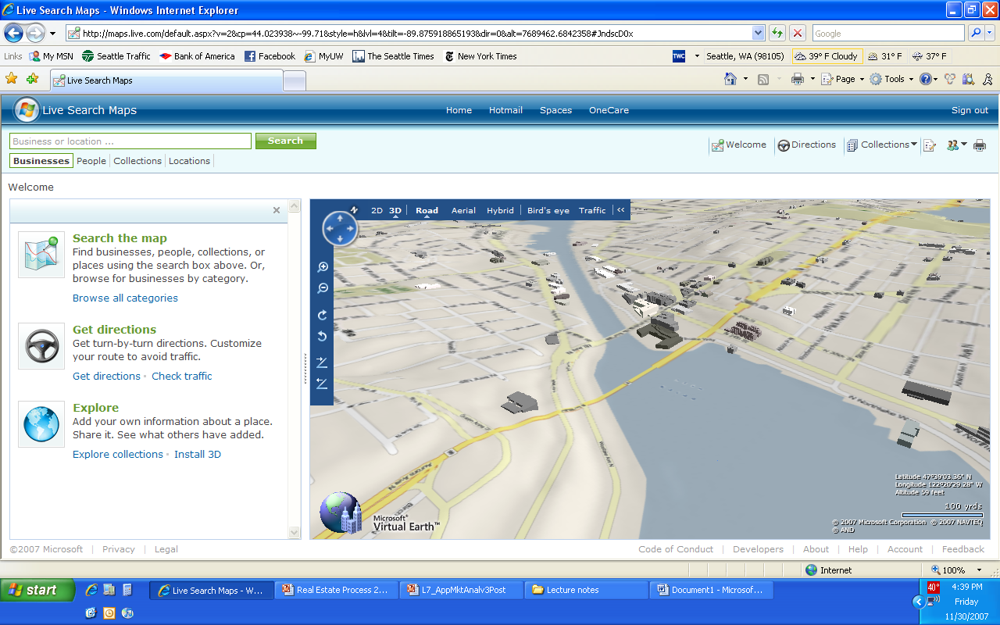 Live Search Maps - Windows Internet Explorer
http://maps.live.com/default.aspx?v=2&cp=44.023938~-99.71&style=h&lvl=4&tilt=-89.875918865193&dir=0&alt=7689462.6842358#JndscD0x
Google
Links My MSN Seattle Traffic Bank of America Facebook MyUW The Seattle Times New York Times TWC Seattle, WA (98105) 39° F Cloudy 31° F 37° F
Live Search Maps
Page Tools
Live Search Maps Home Hotmail Spaces OneCare Sign out
Business or location ... Search
Welcome Directions Collections
Businesses People Collections Locations
Welcome
2D 3D Road Aerial Hybrid Bird's eye Traffic <<
Search the map
Find businesses, people, collections, or
places using the search box above. Or,
browse for businesses by category.
Browse all categories
Get directions
Get turn-by-turn directions. Customize
your route to avoid traffic.
Get directions Check traffic
Explore
Add your own information about a place.
Share it. See what others have added.
Explore collections Install 3D
N Northlake W
Aurora Ave N
Westlake Ave N
Latitude 47°39'03.36" N
Longitude 122°20'29.28" W
Altitude 59 feet
100 yrds
Microsoft®
Virtual Earth™
© 2007 Microsoft Corporation © 2007 NAVTEQ
© AND
©2007 Microsoft Privacy Legal Code of Conduct Developers About Help Account Feedback
Internet 100%
start Live Search Maps - W... Real Estate Process 2... L7_AppMktAnalv3Post Lecture notes Document1 - Microsof... 40° 4:39 PM
Friday
11/30/2007